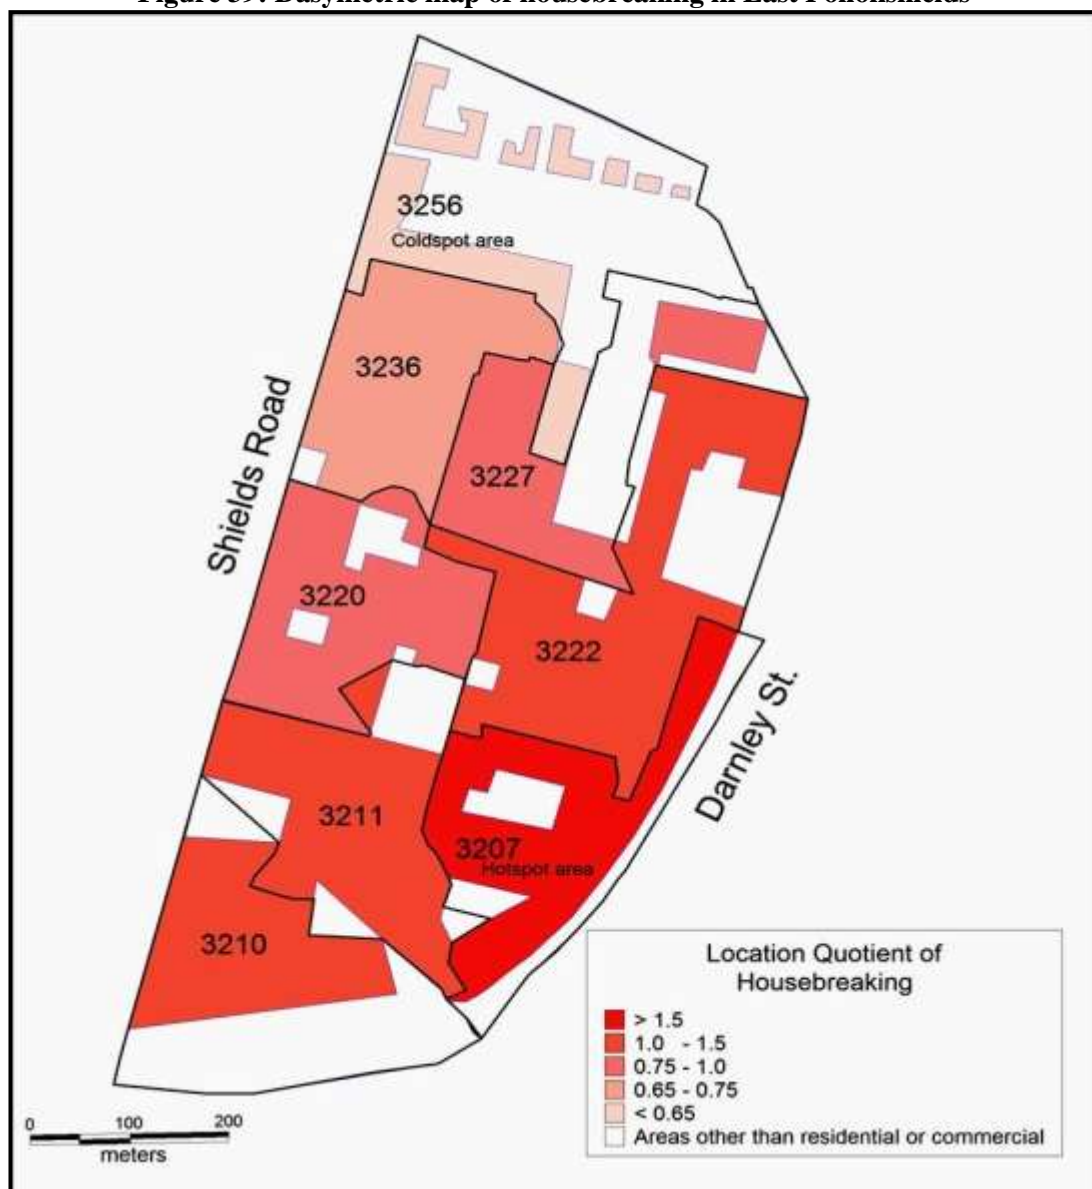 Figure 39: Dasymetric map of housebreaking in East Pollokshields
3256
Coldspot area
3236
Shields Road
3227
3220
3222
Darnley St.
3211
3207
Hotspot area
3210
Location Quotient of
Housebreaking
> 1.5
1.0 - 1.5
0.75 - 1.0
0.65 - 0.75
< 0.65
Areas other than residential or commercial
0 100 200
meters